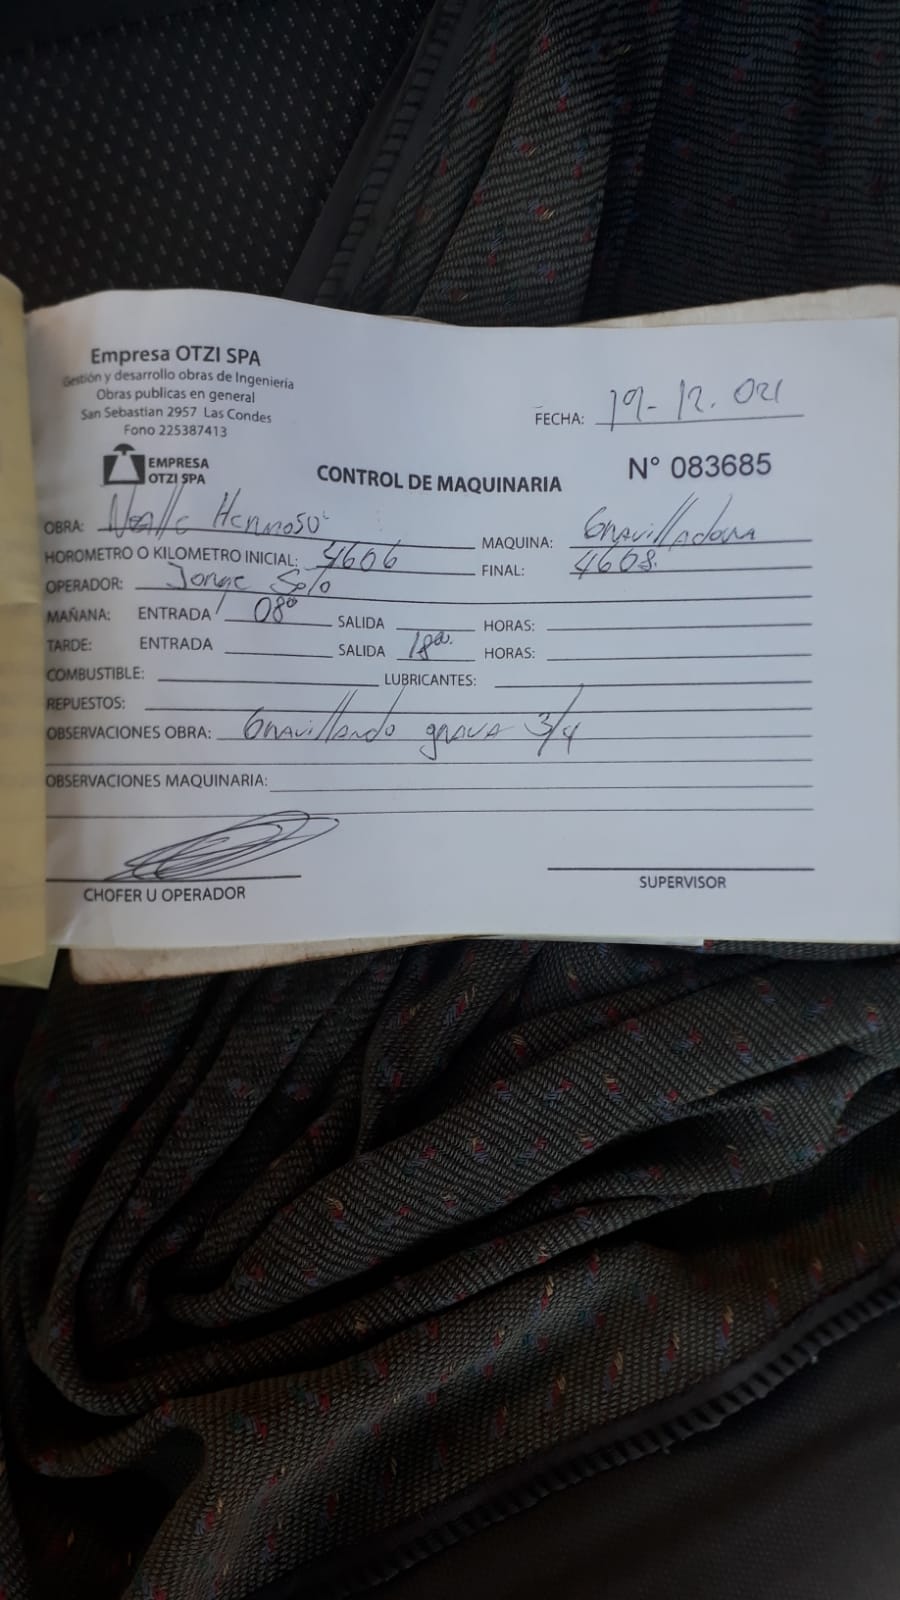 Empresa OTZI SPA
Gestión y desarrollo obras de Ingenieria
Obras publicas en general
San Sebastian 2957 Las Condes
Fono 225387413
FECHA: 19-12.021
EMPRESA
OTZI SPA
CONTROL DE MAQUINARIA
N° 083685
OBRA: Valle Hermoso
MAQUINA: Gravilladora
HOROMETRO O KILOMETRO INICIAL: 4606
FINAL: 4608.
OPERADOR: Jorge Soto
MAÑANA: ENTRADA 08º SALIDA HORAS:
TARDE: ENTRADA SALIDA 18oo. HORAS:
COMBUSTIBLE: LUBRICANTES:
REPUESTOS:
OBSERVACIONES OBRA: Gravillando grava 3/4
OBSERVACIONES MAQUINARIA:
CHOFER U OPERADOR
SUPERVISOR